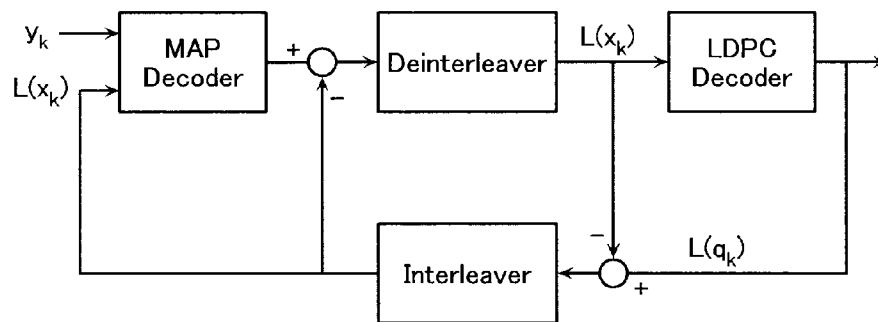 y_k
L(x_k)
MAP
Decoder
+
−
Deinterleaver
L(x_k)
LDPC
Decoder
Interleaver
−
+
L(q_k)